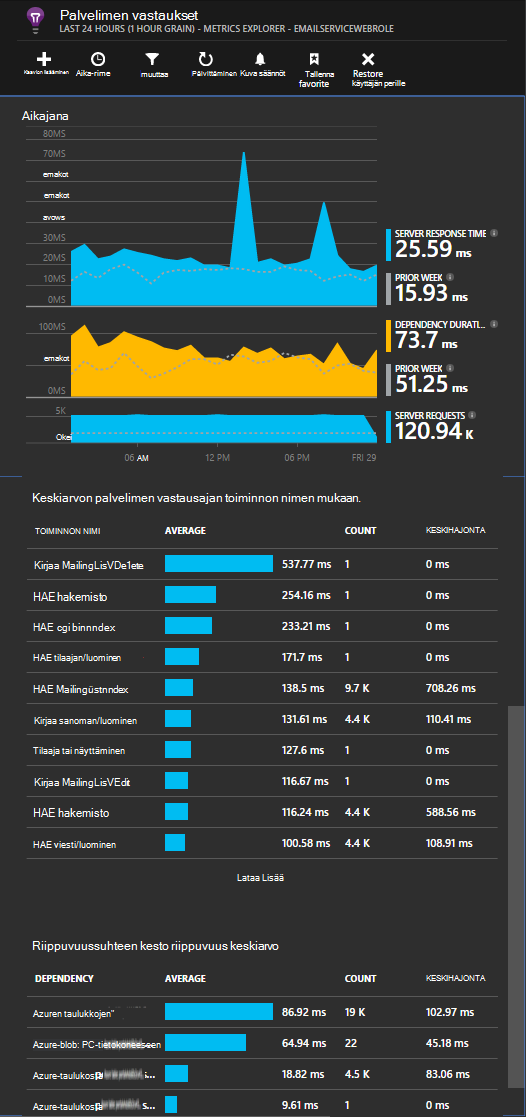 Palvelimen vastaukset
LAST 24 HOURS (1 HOUR GRAIN) - METRICS EXPLORER - EMAILSERVICEWEBROLE
Kaavion lisääminen
Aika-rime
muuttaa
Päivittäminen
Kuva säännöt
Tallenna favorite
Restore käyttäjän perille
Aikajana
80MS
70MS
emakot
emakot
avows
30MS
20MS
10MS
0MS
SERVER RESPONSE TIME
25.59 ms
PRIOR WEEK
15.93 ms
100MS
emakot
0MS
DEPENDENCY DURATI...
73.7 ms
PRIOR WEEK
51.25 ms
5K
Oke
SERVER REQUESTS
120.94 K
06 AM 12 PM 06 PM FRI 29
Keskiarvon palvelimen vastausajan toiminnon nimen mukaan.
TOIMINNON NIMI AVERAGE COUNT KESKIHAJONTA
Kirjaa MailingLisVDe1ete 537.77 ms 1 0 ms
HAE hakemisto 254.16 ms 1 0 ms
HAE cgi binnndex 233.21 ms 1 0 ms
HAE tilaajan/luominen 171.7 ms 1 0 ms
HAE Mailingüstnndex 138.5 ms 9.7 K 708.26 ms
Kirjaa sanoman/luominen 131.61 ms 4.4 K 110.41 ms
Tilaaja tai näyttäminen 127.6 ms 1 0 ms
Kirjaa MailingLisVEdit 116.67 ms 1 0 ms
HAE hakemisto 116.24 ms 4.4 K 588.56 ms
HAE viesti/luominen 100.58 ms 4.4 K 108.91 ms
Lataa Lisää
Riippuvuussuhteen kesto riippuvuus keskiarvo
DEPENDENCY AVERAGE COUNT KESKIHAJONTA
Azuren taulukkojen" 86.92 ms 19 K 102.97 ms
Azure-blob: PC-tietokoneeseen 64.94 ms 22 45.18 ms
Azure-taulukos i... 18.82 ms 4.5 K 83.06 ms
Azure-taulukos s... 9.61 ms 1 0 ms